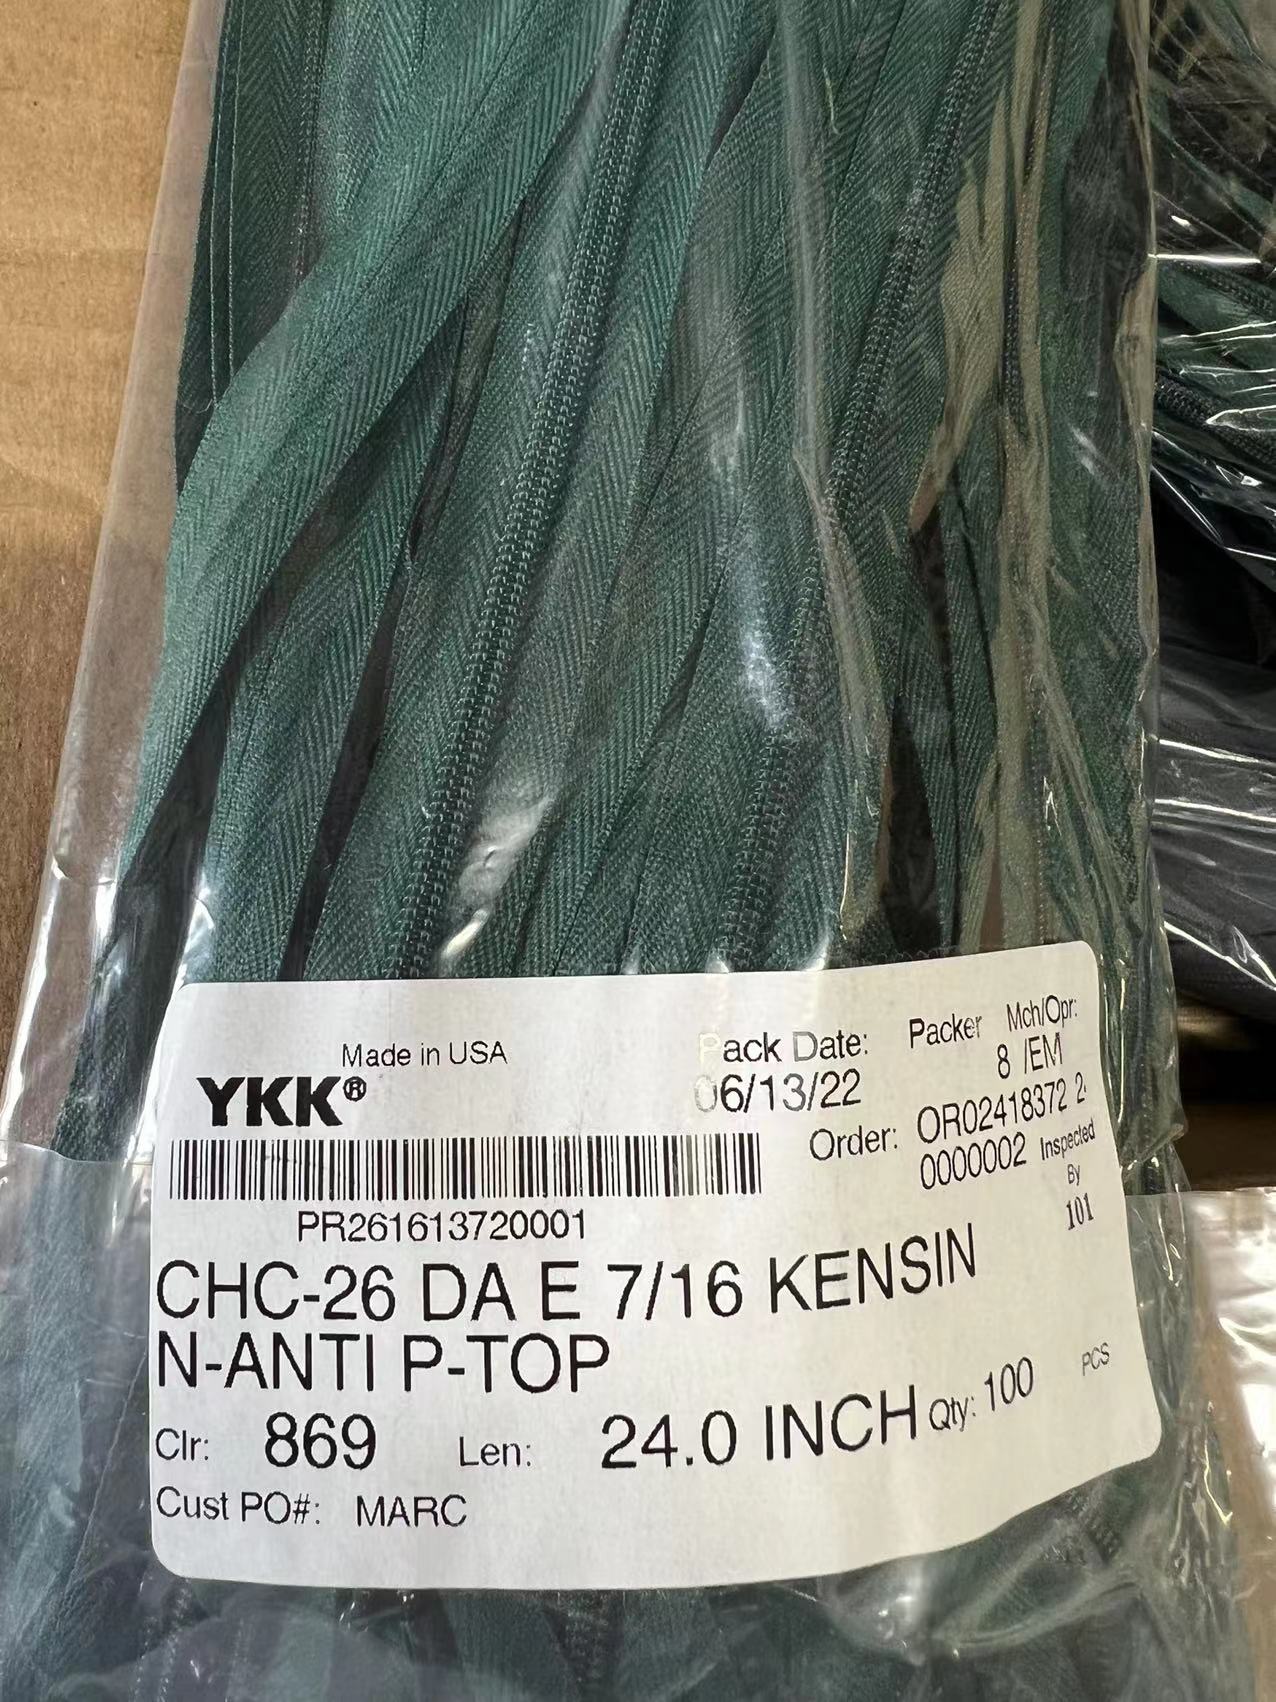 Made in USA
YKK®
Pack Date:
06/13/22
Packer
Mch/Opr:
8 /EM
Order:
OR02418372 2
0000002
Inspected
By
101
PR261613720001
CHC-26 DA E 7/16 KENSIN
N-ANTI P-TOP
Clr: 869 Len: 24.0 INCH Qty: 100 PCS
Cust PO#: MARC